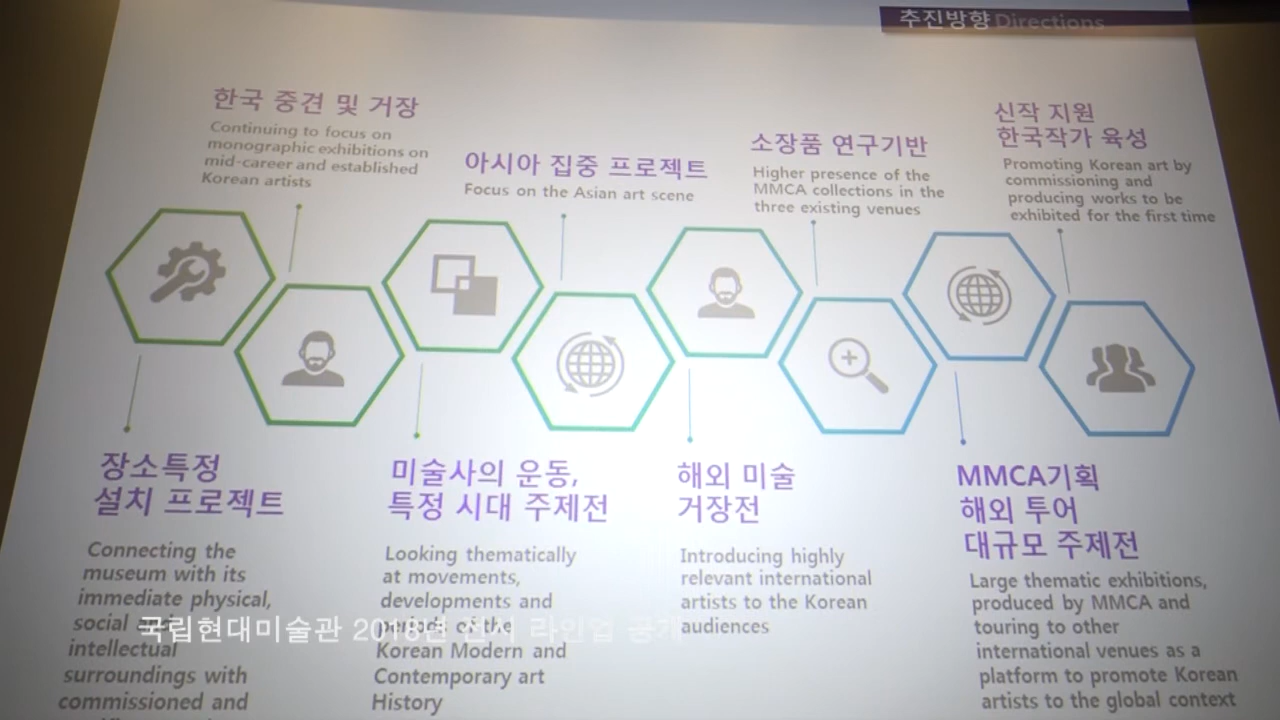 추진방향 Directions
한국 중견 및 거장
Continuing to focus on
monographic exhibitions on
mid-career and established
Korean artists
아시아 집중 프로젝트
Focus on the Asian art scene
소장품 연구기반
Higher presence of the
MMCA collections in the
three existing venues
신작 지원
한국작가 육성
Promoting Korean art by
commissioning and
producing works to be
exhibited for the first time
장소특정
설치 프로젝트
Connecting the
museum with its
immediate physical,
social
intellectual
surroundings with
commissioned and
미술사의 운동,
특정 시대 주제전
Looking thematically
at movements,
developments and
of the
Korean Modern and
Contemporary art
History
해외 미술
거장전
Introducing highly
relevant international
artists to the Korean
audiences
MMCA기획
해외 투어
대규모 주제전
Large thematic exhibitions,
produced by MMCA and
touring to other
international venues as a
platform to promote Korean
artists to the global context
국립현대미술관 2018년 전시 라인업 공개